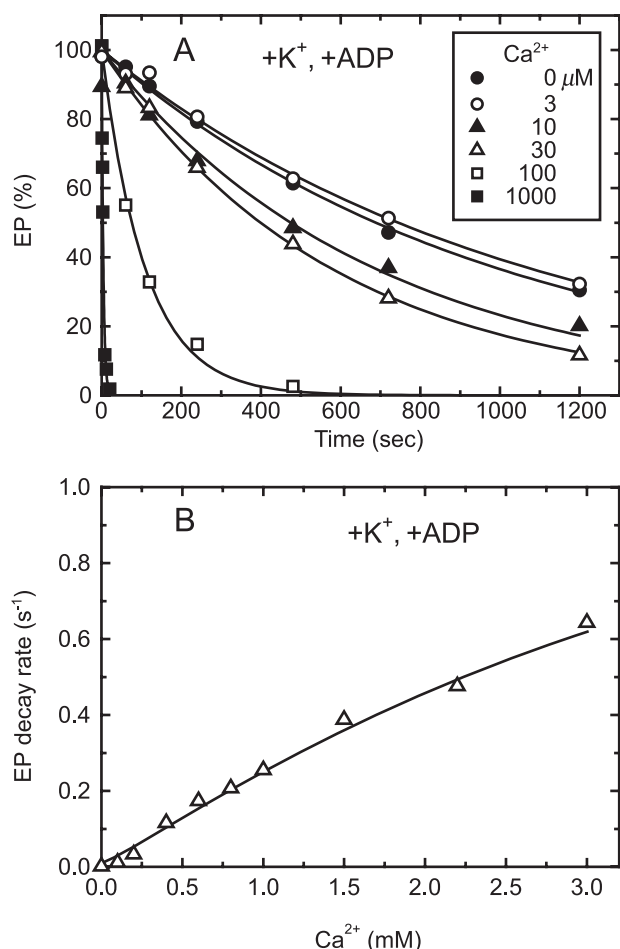 A
+K⁺, +ADP
Ca²⁺
0 μM
3
10
30
100
1000
EP (%)
100
80
60
40
20
0
0 200 400 600 800 1000 1200
Time (sec)
B
+K⁺, +ADP
EP decay rate (s⁻¹)
1.0
0.8
0.6
0.4
0.2
0.0
0.0 0.5 1.0 1.5 2.0 2.5 3.0
Ca²⁺ (mM)